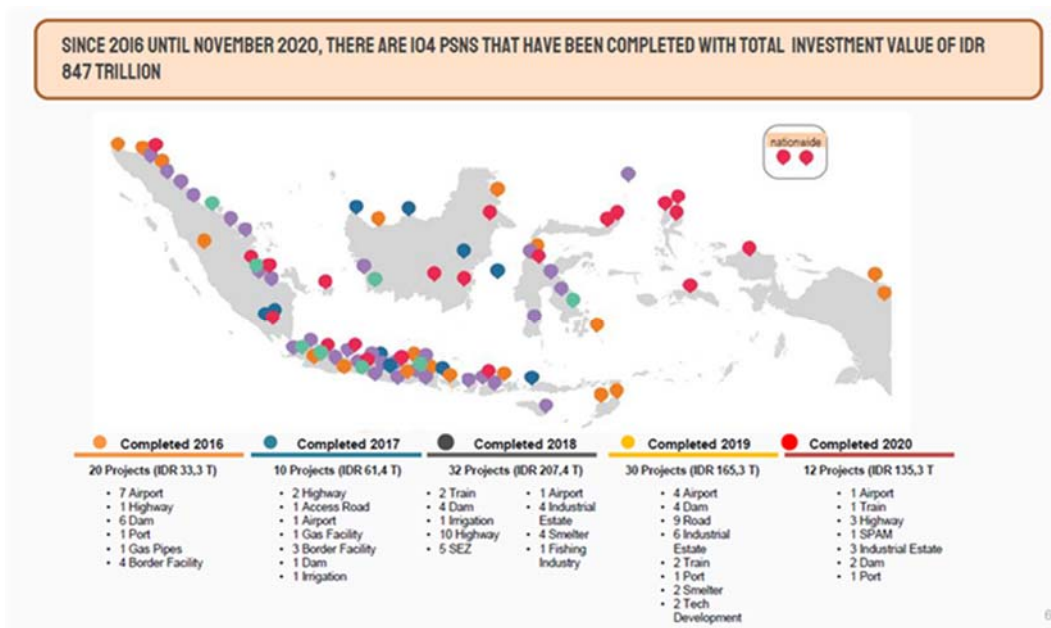 SINCE 2016 UNTIL NOVEMBER 2020, THERE ARE 104 PSNS THAT HAVE BEEN COMPLETED WITH TOTAL INVESTMENT VALUE OF IDR
847 TRILLION
nationwide
Completed 2016
20 Projects (IDR 33,3 T)
• 7 Airport
• 1 Highway
• 6 Dam
• 1 Port
• 1 Gas Pipes
• 4 Border Facility
Completed 2017
10 Projects (IDR 61,4 T)
• 2 Highway
• 1 Access Road
• 1 Airport
• 1 Gas Facility
• 3 Border Facility
• 1 Dam
• 1 Irrigation
Completed 2018
32 Projects (IDR 207,4 T)
• 2 Train
• 4 Dam
• 1 Irrigation
• 10 Highway
• 5 SEZ
• 1 Airport
• 4 Industrial
Estate
• 4 Smelter
• 1 Fishing
Industry
Completed 2019
30 Projects (IDR 165,3 T)
• 4 Airport
• 4 Dam
• 9 Road
• 6 Industrial
Estate
• 2 Train
• 1 Port
• 2 Smelter
• 2 Tech
Development
Completed 2020
12 Projects (IDR 135,3 T
• 1 Airport
• 1 Train
• 3 Highway
• 1 SPAM
• 3 Industrial Estate
• 2 Dam
• 1 Port
6